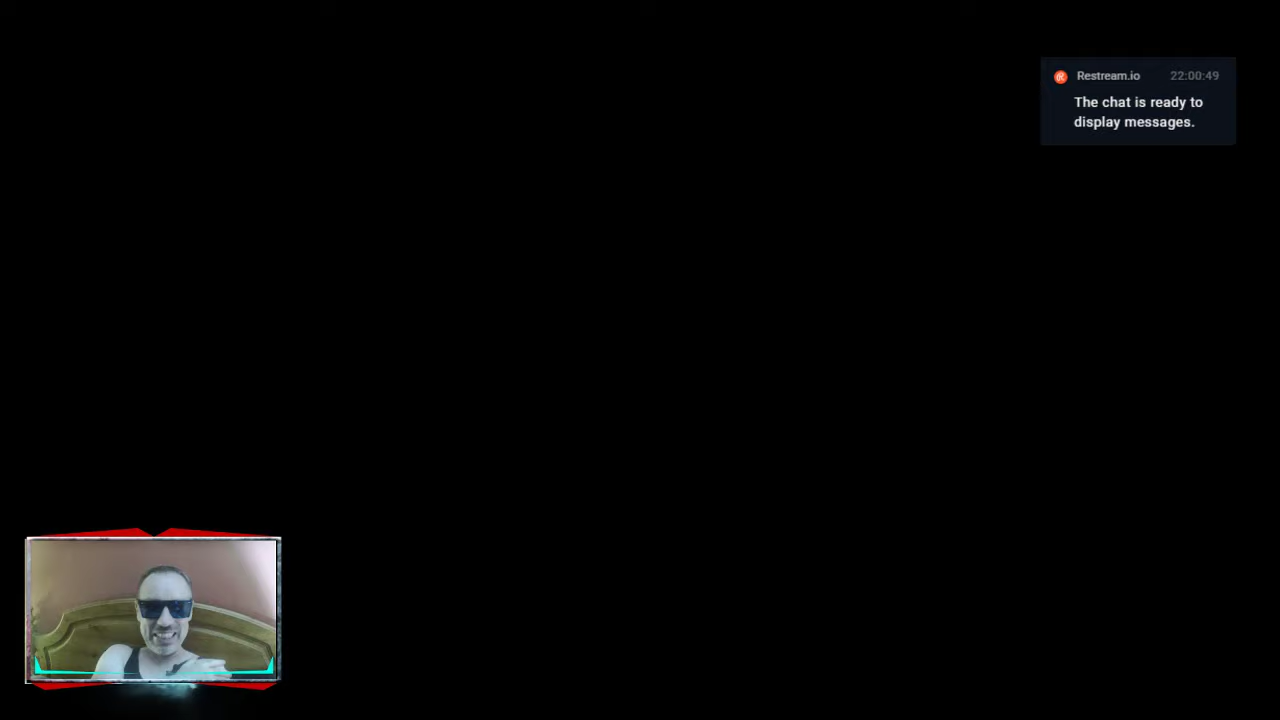 Restream.io 22:00:49
The chat is ready to
display messages.